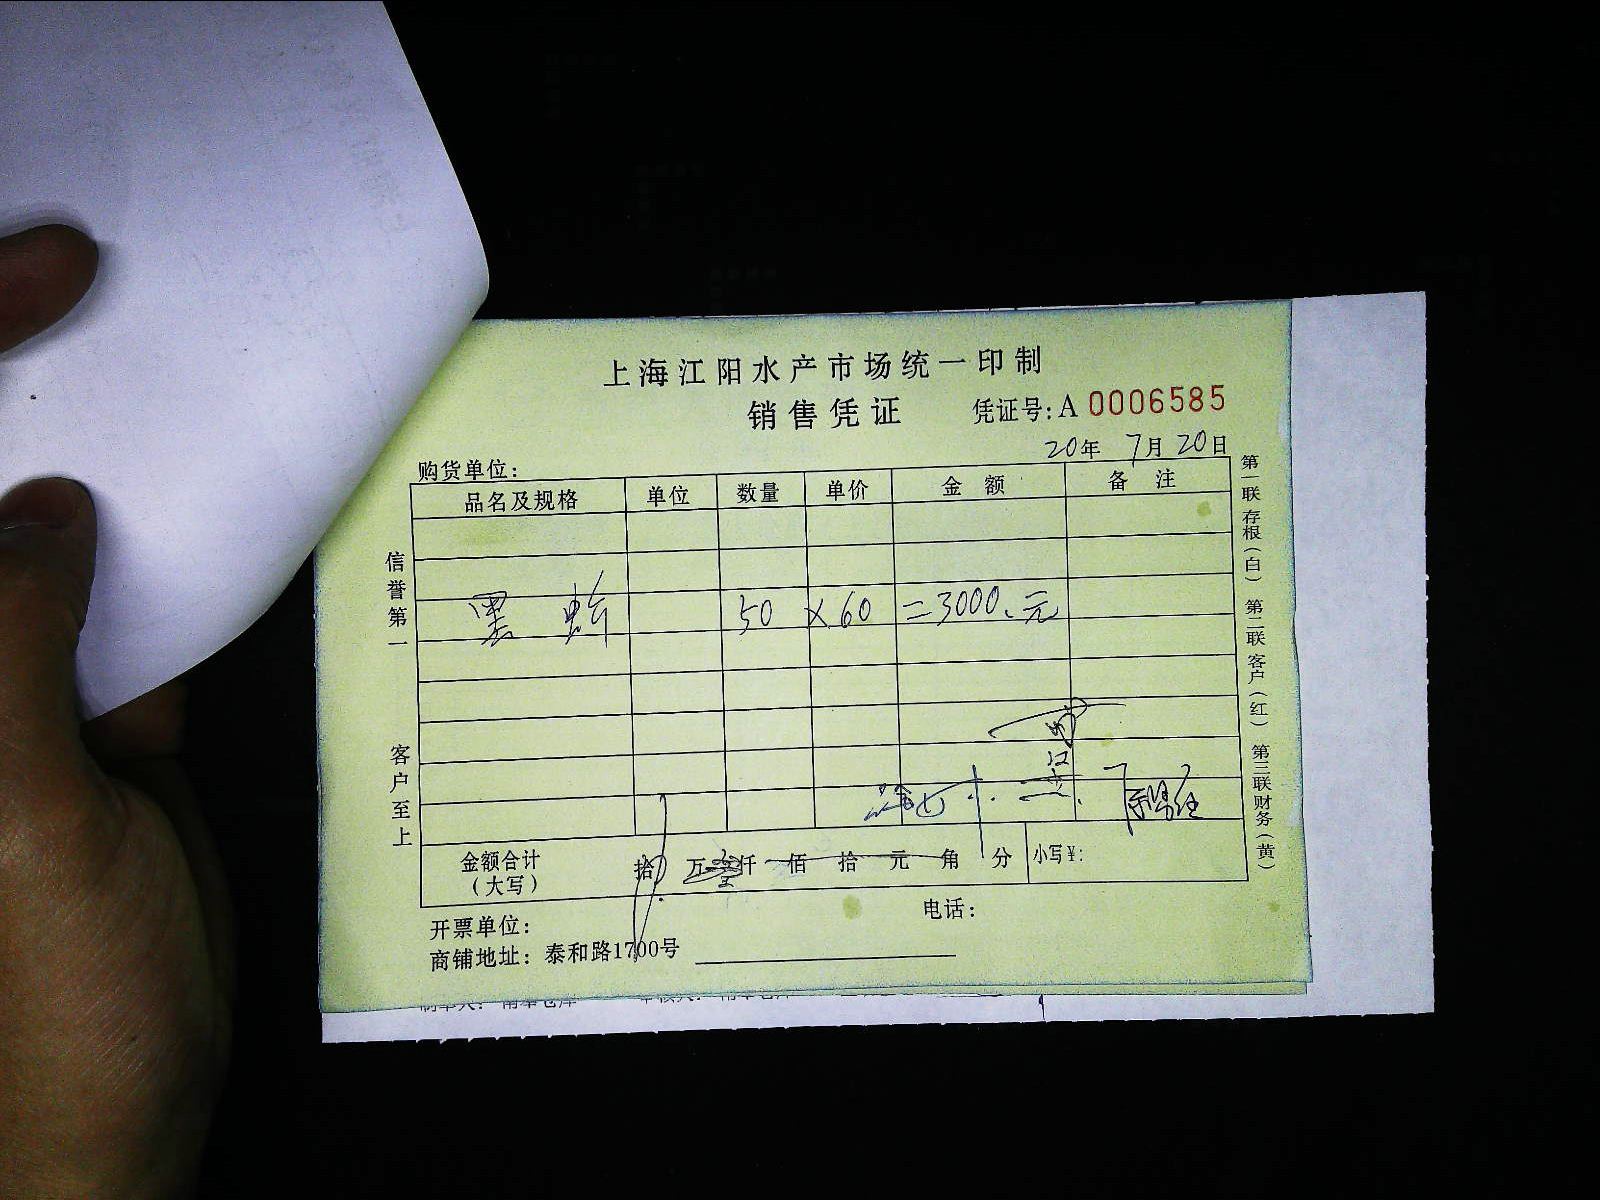 上海江阳水产市场统一印制
销售凭证 凭证号:A 0006585
20年 7月 20日
购货单位:
品名及规格 单位 数量 单价 金额 备注
黑 50 × 60 =3000.元
金额合计(大写) 拾 万 仟 佰 拾 元 角 分 小写¥:
开票单位: 电话:
商铺地址:泰和路1700号
信誉第一 客户至上
第一联存根(白) 第二联客户(红) 第三联财务(黄)